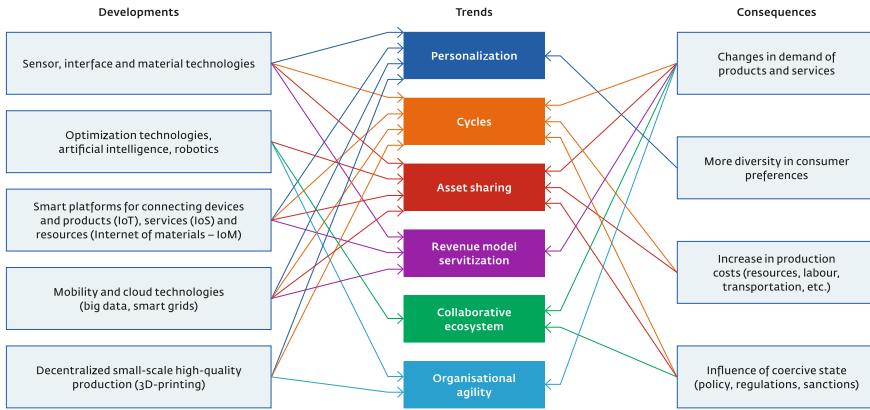 Developments
Trends
Consequences
Sensor, interface and material technologies
Optimization technologies,
artificial intelligence, robotics
Smart platforms for connecting devices
and products (IoT), services (IoS) and
resources (Internet of materials – IoM)
Mobility and cloud technologies
(big data, smart grids)
Decentralized small-scale high-quality
production (3D-printing)
Personalization
Cycles
Asset sharing
Revenue model
servitization
Collaborative
ecosystem
Organisational
agility
Changes in demand of
products and services
More diversity in consumer
preferences
Increase in production
costs (resources, labour,
transportation, etc.)
Influence of coercive state
(policy, regulations, sanctions)